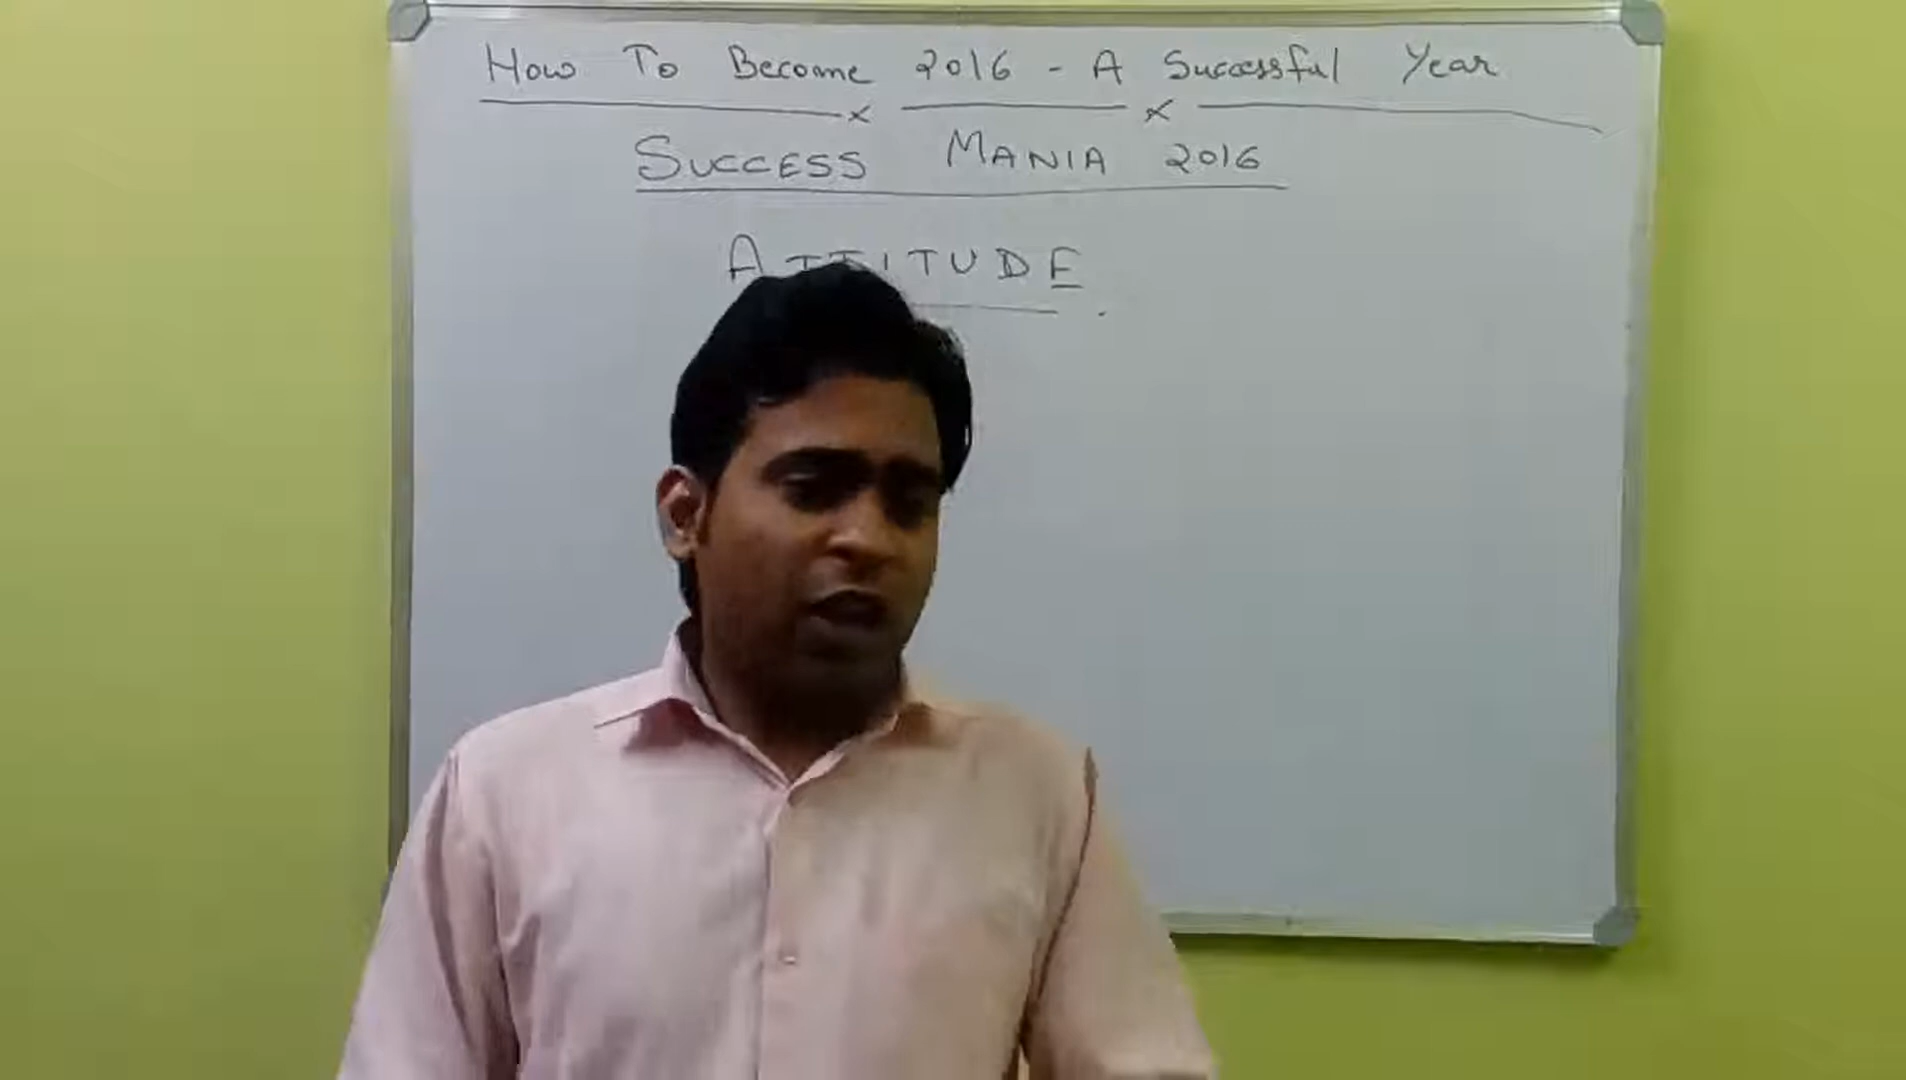 How To Become 2016 - A Successful Year
SUCCESS MANIA 2016
ATTITUDE.